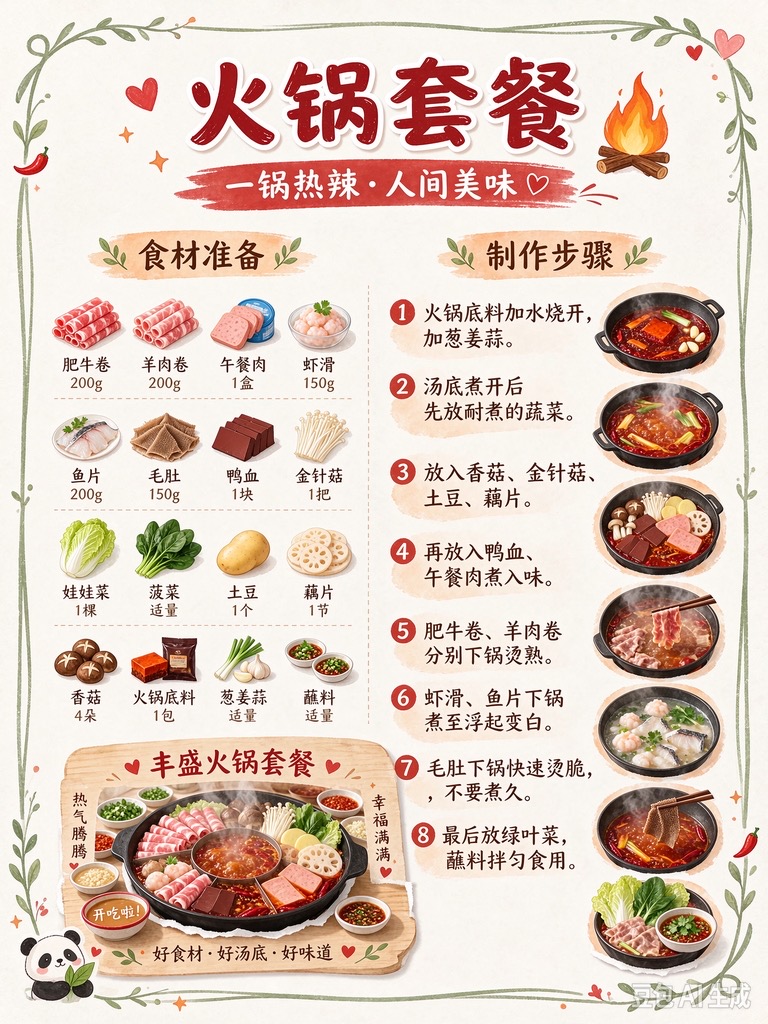 火锅套餐
一锅热辣·人间美味
食材准备
肥牛卷
200g
羊肉卷
200g
午餐肉
1盒
虾滑
150g
鱼片
200g
毛肚
150g
鸭血
1块
金针菇
1把
娃娃菜
1棵
菠菜
适量
土豆
1个
藕片
1节
香菇
4朵
火锅底料
1包
葱姜蒜
适量
蘸料
适量
制作步骤
1 火锅底料加水烧开,
加葱姜蒜。
2 汤底煮开后
先放耐煮的蔬菜。
3 放入香菇、金针菇、
土豆、藕片。
4 再放入鸭血、
午餐肉煮入味。
5 肥牛卷、羊肉卷
分别下锅烫熟。
6 虾滑、鱼片下锅
煮至浮起变白。
7 毛肚下锅快速烫脆,
,不要煮久。
8 最后放绿叶菜,
蘸料拌匀食用。
丰盛火锅套餐
热气腾腾
幸福满满
开吃啦!
好食材·好汤底·好味道
豆包AI生成